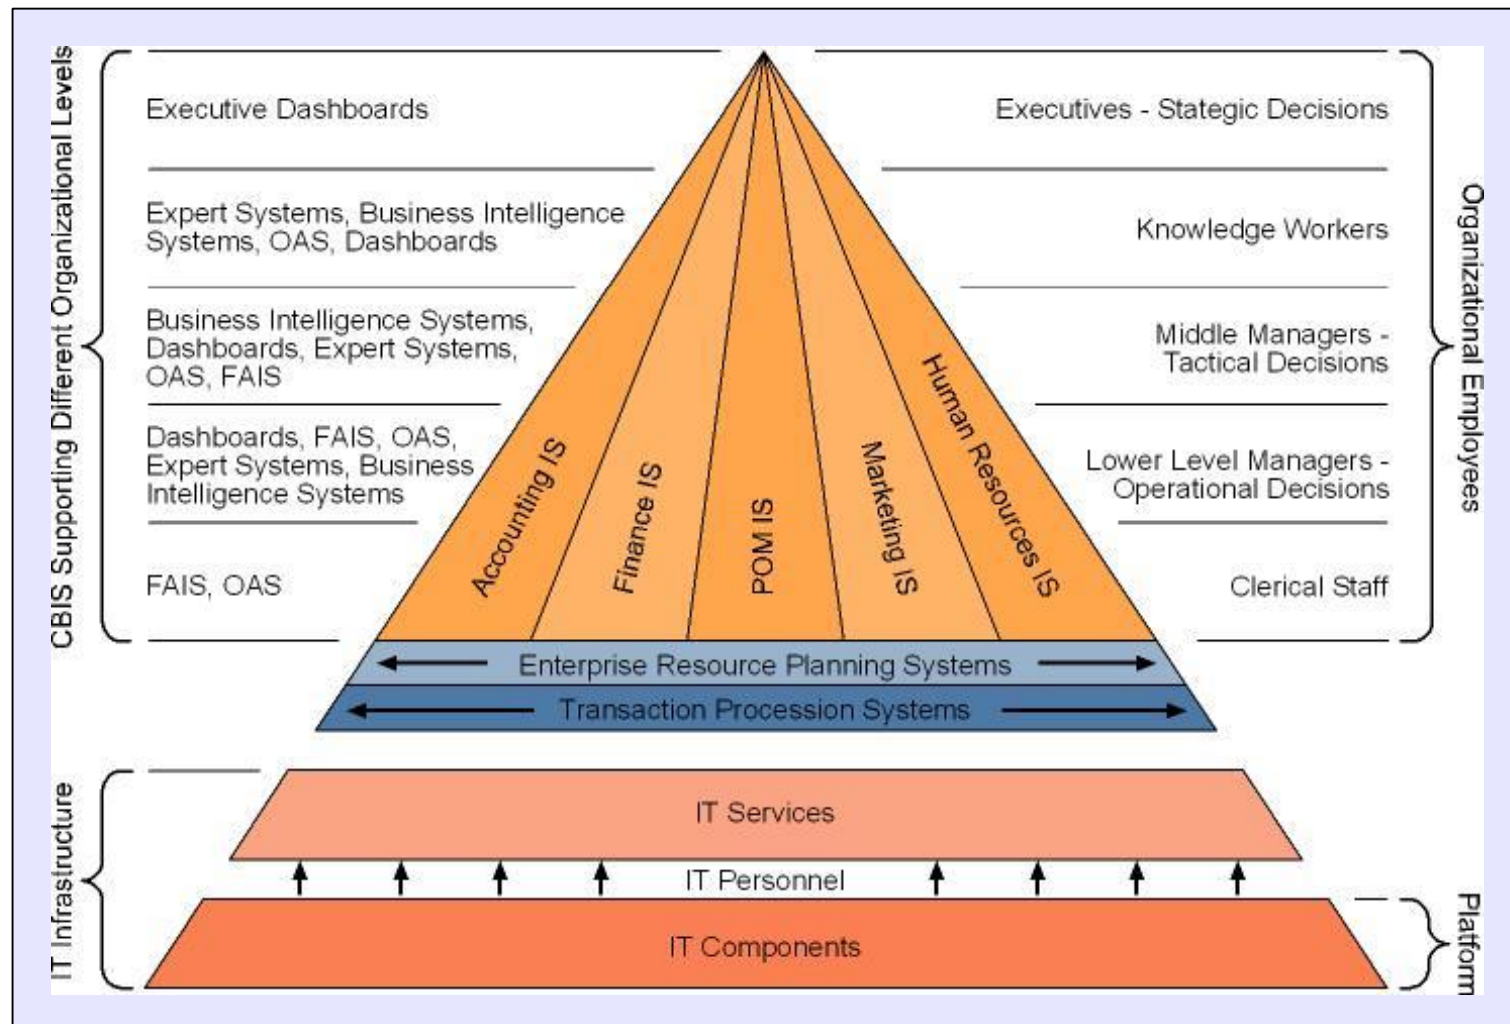 CBIS Supporting Different Organizational Levels
Executive Dashboards
Executives - Stategic Decisions
Expert Systems, Business Intelligence
Systems, OAS, Dashboards
Knowledge Workers
Business Intelligence Systems,
Dashboards, Expert Systems,
OAS, FAIS
Middle Managers -
Tactical Decisions
Dashboards, FAIS, OAS,
Expert Systems, Business
Intelligence Systems
Lower Level Managers -
Operational Decisions
FAIS, OAS
Clerical Staff
Organizational Employees
Accounting IS
Finance IS
POM IS
Marketing IS
Human Resources IS
Enterprise Resource Planning Systems
Transaction Procession Systems
IT Infrastructure
IT Services
IT Personnel
IT Components
Platform